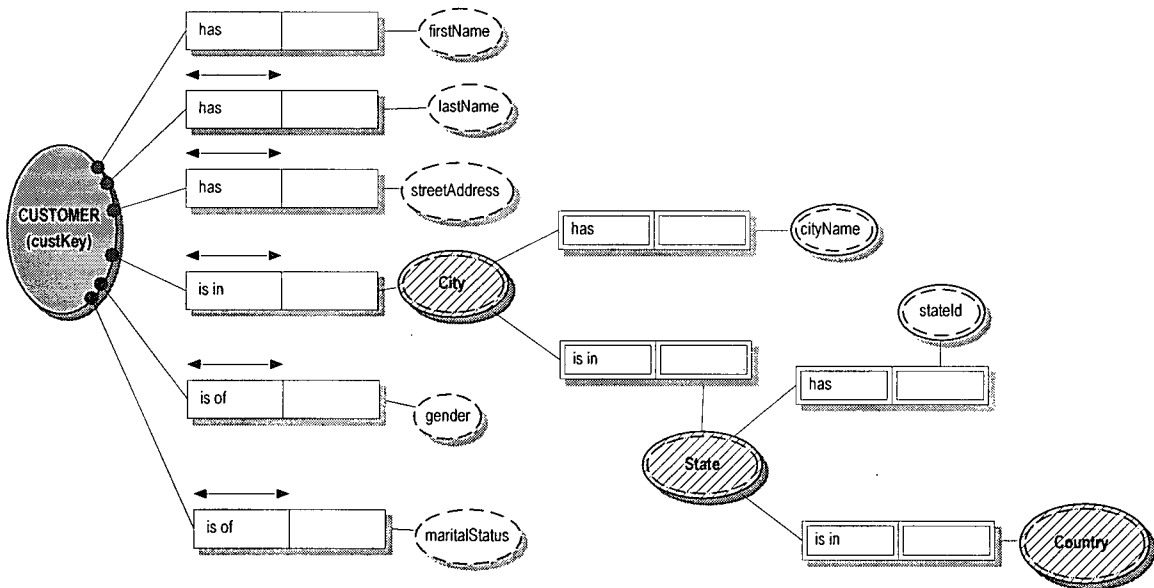 has
firstName
has
lastName
has
streetAddress
CUSTOMER
(custKey)
has
cityName
is in
City
stateId
is in
has
is of
gender
State
is of
maritalStatus
is in
Country